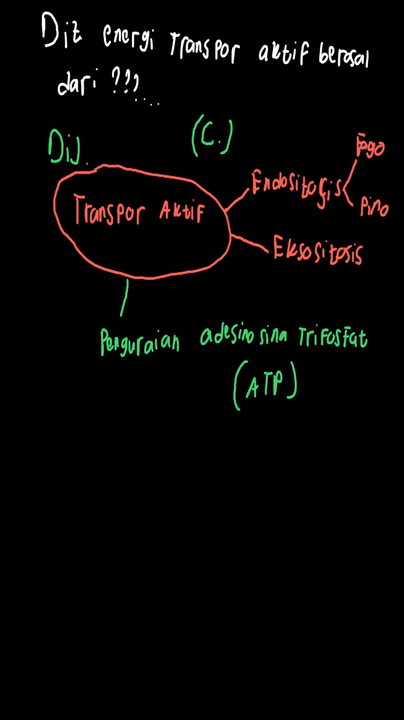 Dit energi Transpor aktif berasal
dari ???....
Dij.
(C.)
Fago
Endositosis
Pino
Transpor Aktif
Eksositosis
Penguraian adesinosina Trifosfat
(ATP)